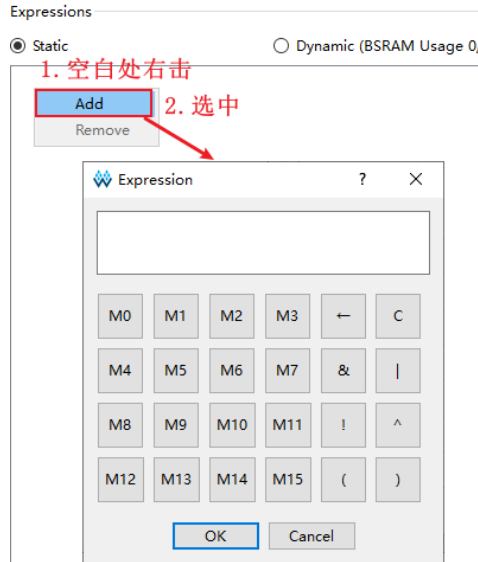 Expressions
Static
Dynamic (BSRAM Usage 0,
1. 空白处右击
Add
2. 选中
Remove
Expression ? ×
M0 M1 M2 M3 ← C
M4 M5 M6 M7 & |
M8 M9 M10 M11 ! ^
M12 M13 M14 M15 ( )
OK Cancel